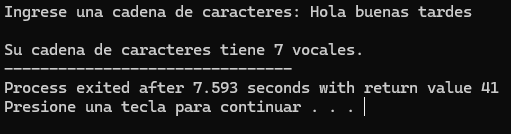 Ingrese una cadena de caracteres: Hola buenas tardes
Su cadena de caracteres tiene 7 vocales.
--------------------------------
Process exited after 7.593 seconds with return value 41
Presione una tecla para continuar . . .